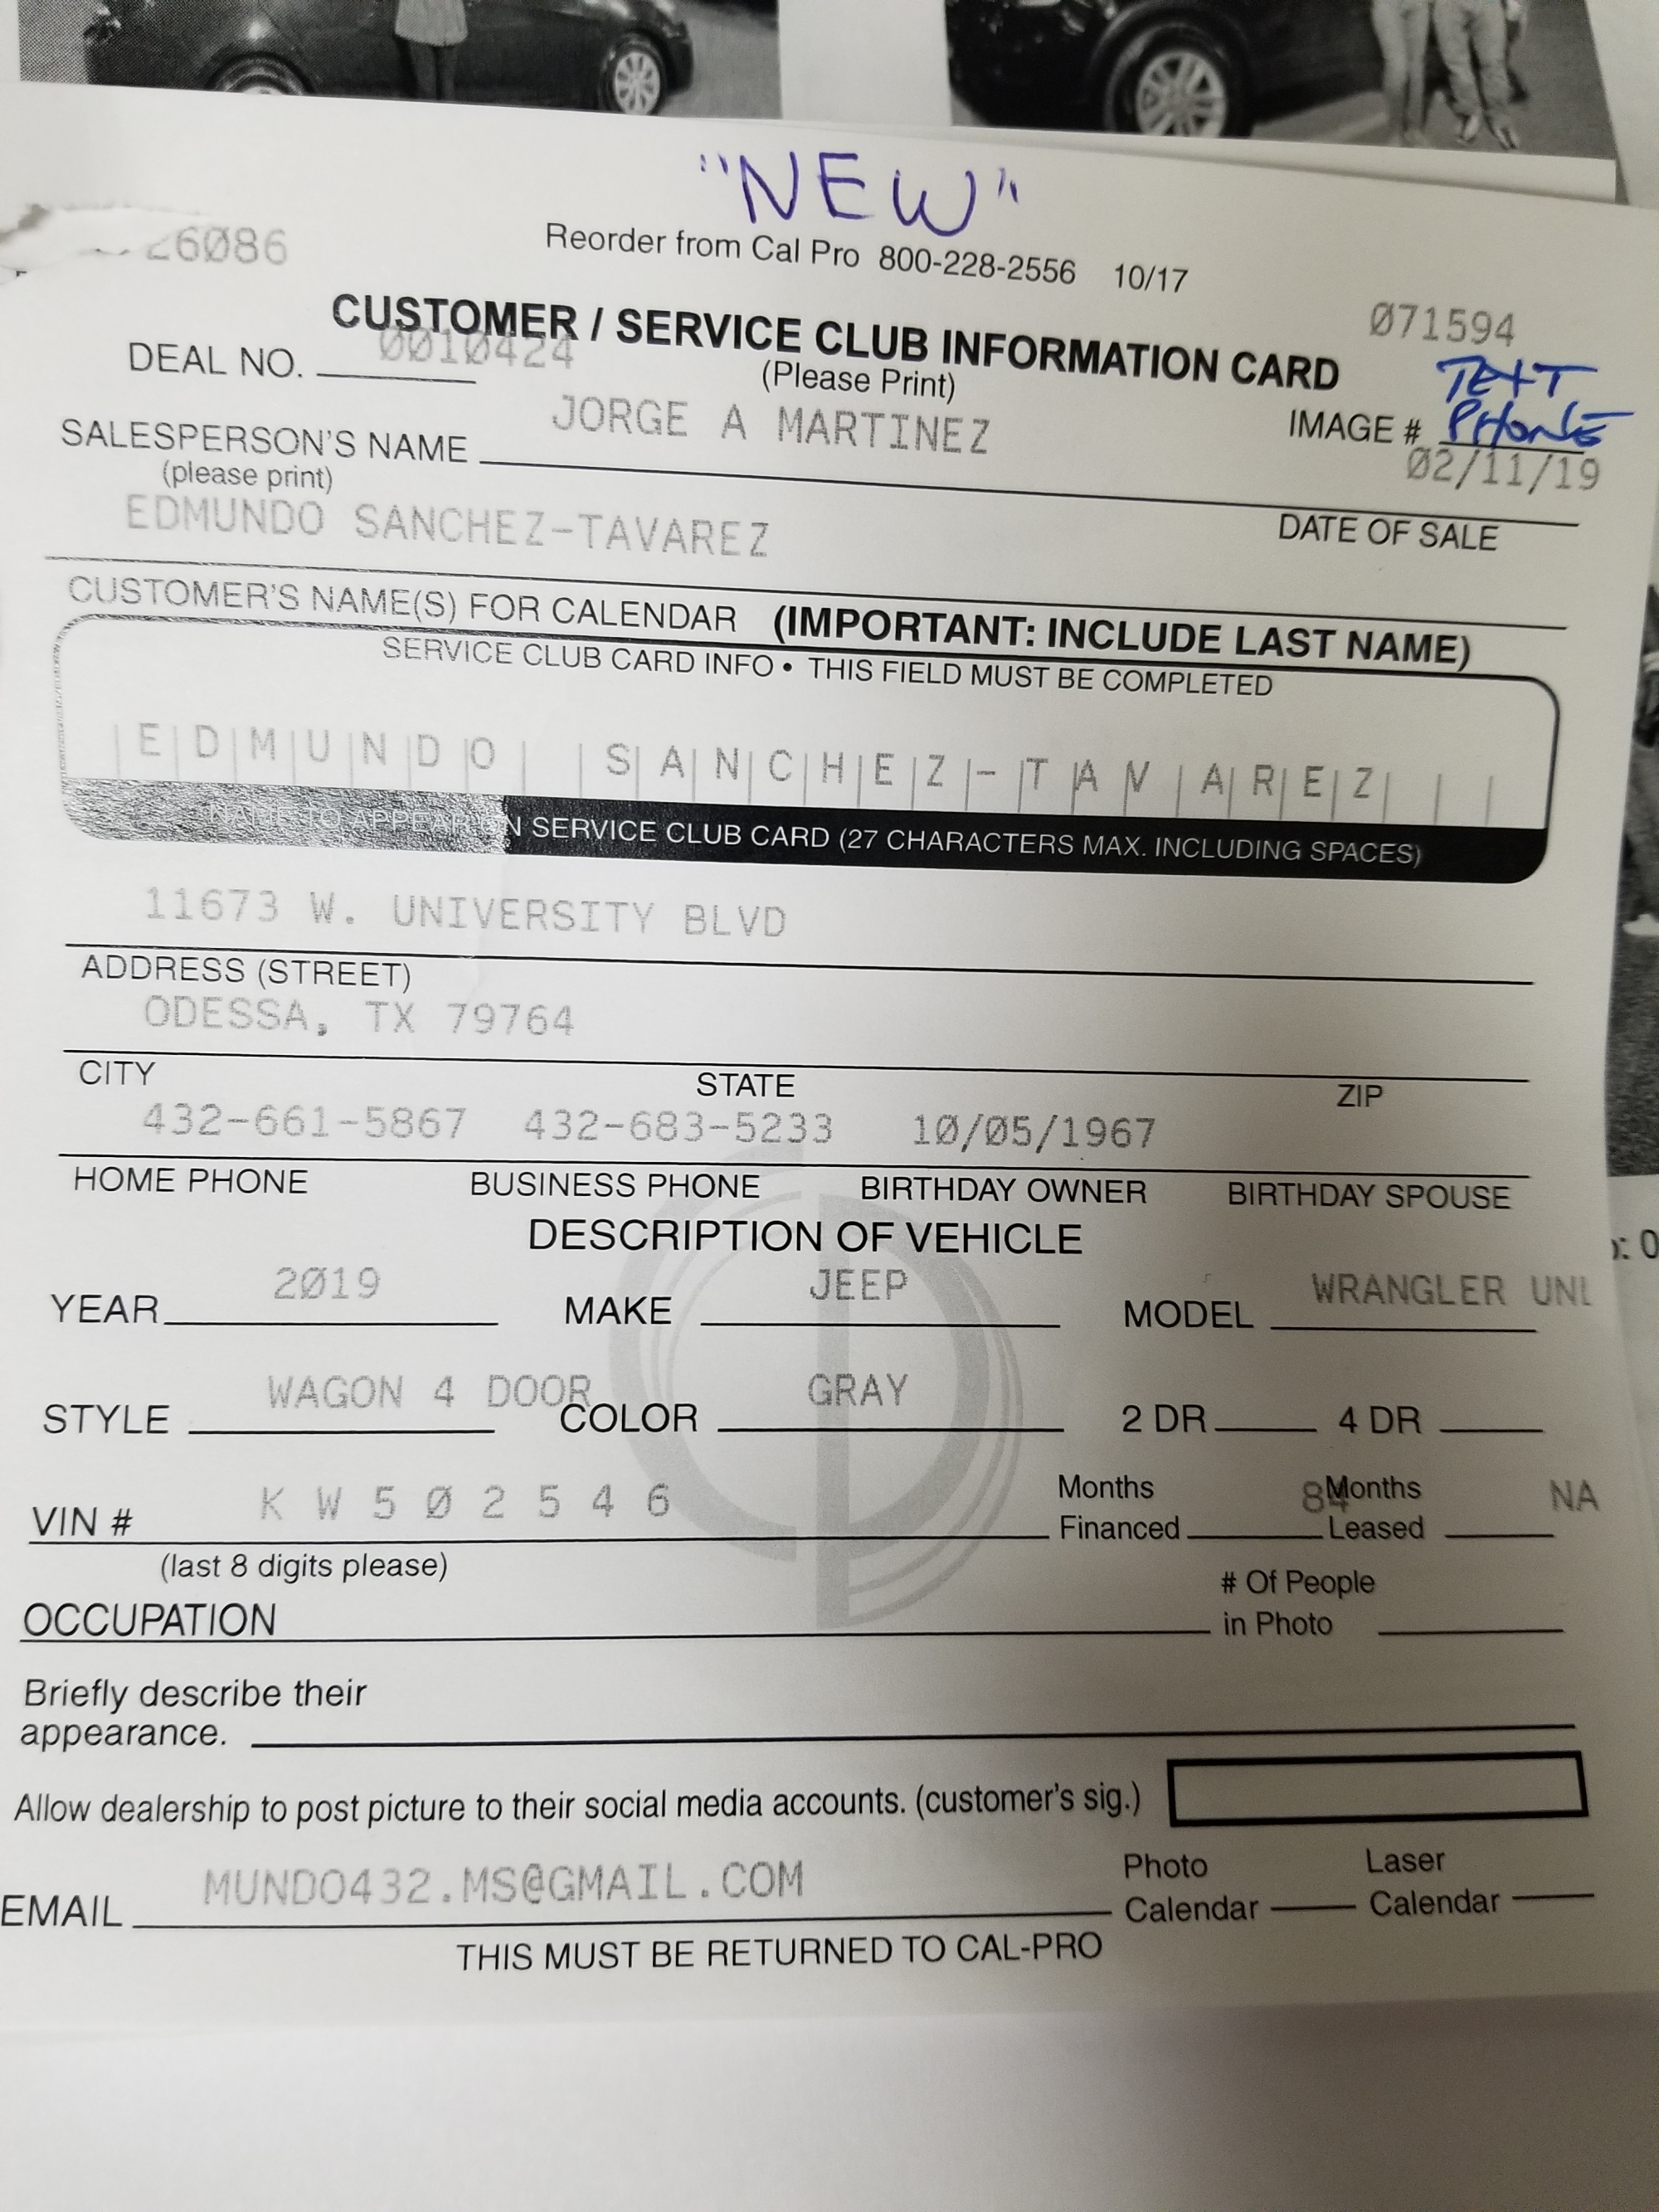 "NEW"
Reorder from Cal Pro 800-228-2556 10/17
26086
071594
CUSTOMER / SERVICE CLUB INFORMATION CARD
DEAL NO. 0010424
(Please Print)
TEXT
IMAGE # PHONE
SALESPERSON'S NAME JORGE A MARTINEZ
(please print)
02/11/19
DATE OF SALE
EDMUNDO SANCHEZ-TAVAREZ
CUSTOMER'S NAME(S) FOR CALENDAR (IMPORTANT: INCLUDE LAST NAME)
SERVICE CLUB CARD INFO • THIS FIELD MUST BE COMPLETED
EDMUNDO SANCHEZ-TAVAREZ
NAME TO APPEAR ON SERVICE CLUB CARD (27 CHARACTERS MAX. INCLUDING SPACES)
11673 W. UNIVERSITY BLVD
ADDRESS (STREET)
ODESSA, TX 79764
CITY STATE ZIP
432-661-5867 432-683-5233 10/05/1967
HOME PHONE BUSINESS PHONE BIRTHDAY OWNER BIRTHDAY SPOUSE
DESCRIPTION OF VEHICLE
YEAR 2019 MAKE JEEP MODEL WRANGLER UNL
STYLE WAGON 4 DOOR COLOR GRAY 2 DR 4 DR
VIN # K W 5 0 2 5 4 6 Months Financed 84 Months Leased NA
(last 8 digits please)
OCCUPATION # Of People in Photo
Briefly describe their
appearance.
Allow dealership to post picture to their social media accounts. (customer's sig.)
EMAIL MUNDO432.MS@GMAIL.COM Photo Calendar Laser Calendar
THIS MUST BE RETURNED TO CAL-PRO